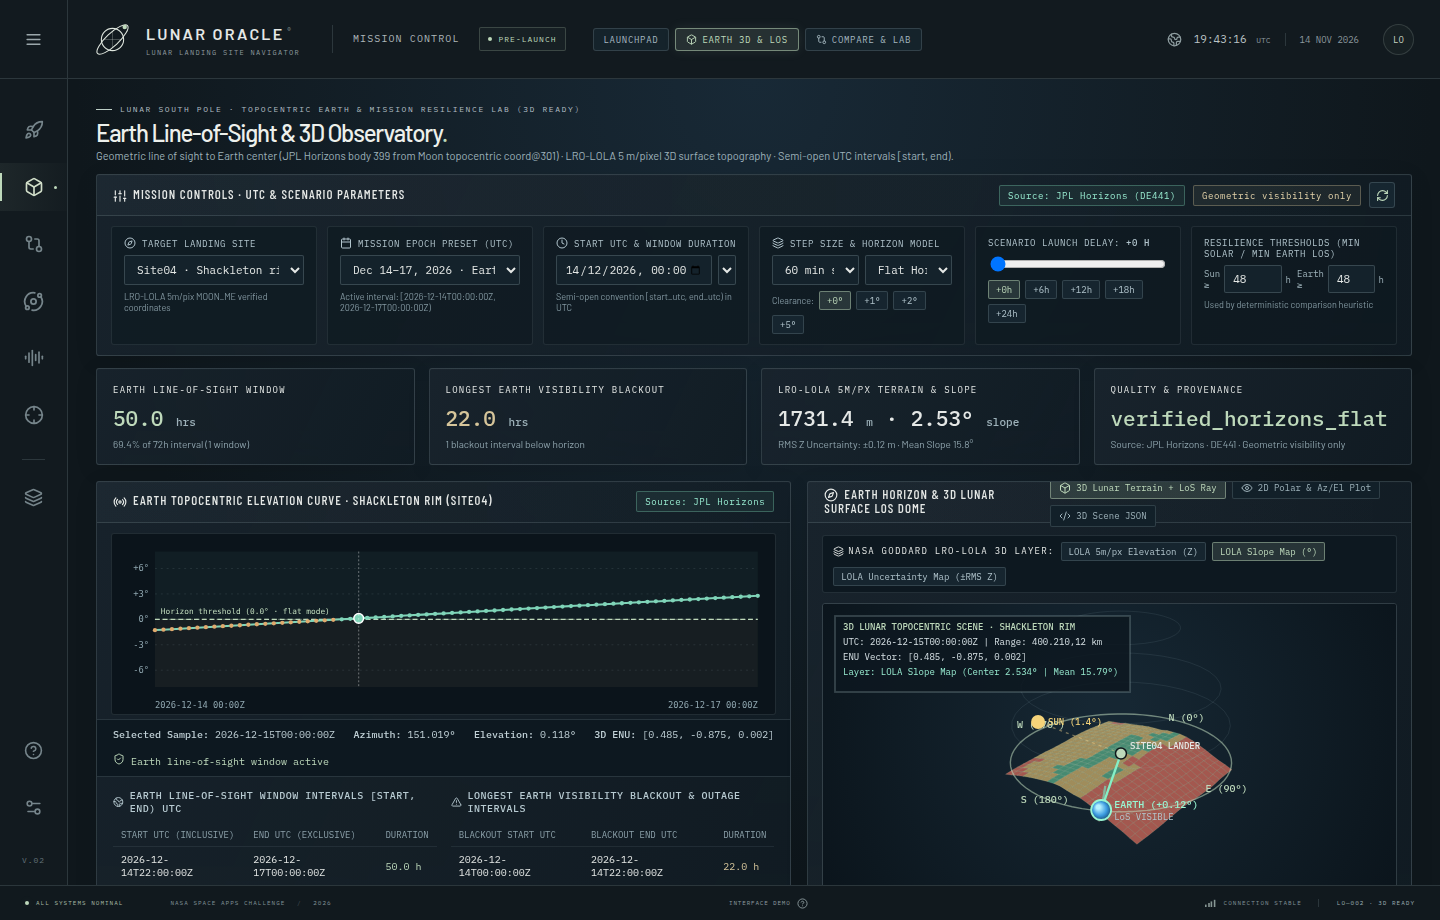 LUNAR ORACLE
LUNAR LANDING SITE NAVIGATOR
MISSION CONTROL
PRE-LAUNCH
LAUNCHPAD
EARTH 3D & LOS
COMPARE & LAB
19:43:16 UTC
14 NOV 2026
LO
LUNAR SOUTH POLE · TOPOCENTRIC EARTH & MISSION RESILIENCE LAB (3D READY)
Earth Line-of-Sight & 3D Observatory.
Geometric line of sight to Earth center (JPL Horizons body 399 from Moon topocentric coord@301) · LRO-LOLA 5 m/pixel 3D surface topography · Semi-open UTC intervals [start, end).
MISSION CONTROLS · UTC & SCENARIO PARAMETERS
Source: JPL Horizons (DE441)
Geometric visibility only
TARGET LANDING SITE
Site04 · Shackleton ri
LRO-LOLA 5m/pix MOON_ME verified
coordinates
MISSION EPOCH PRESET (UTC)
Dec 14–17, 2026 · Eart
Active interval: [2026-12-14T00:00:00Z,
2026-12-17T00:00:00Z)
START UTC & WINDOW DURATION
14/12/2026, 00:00
Semi-open convention [start_utc, end_utc) in
UTC
STEP SIZE & HORIZON MODEL
60 min s
Flat Ho
Clearance:
+0°
+1°
+2°
+5°
SCENARIO LAUNCH DELAY: +0 H
+0h
+6h
+12h
+18h
+24h
RESILIENCE THRESHOLDS (MIN
SOLAR / MIN EARTH LOS)
Sun ≥ 48 h
Earth ≥ 48 h
Used by deterministic comparison heuristic
EARTH LINE-OF-SIGHT WINDOW
50.0 hrs
69.4% of 72h interval (1 window)
LONGEST EARTH VISIBILITY BLACKOUT
22.0 hrs
1 blackout interval below horizon
LRO-LOLA 5M/PX TERRAIN & SLOPE
1731.4 m · 2.53° slope
RMS Z Uncertainty: ±0.12 m · Mean Slope 15.8°
QUALITY & PROVENANCE
verified_horizons_flat
Source: JPL Horizons · DE441 · Geometric visibility only
EARTH TOPOCENTRIC ELEVATION CURVE · SHACKLETON RIM (SITE04)
Source: JPL Horizons
+6°
+3°
Horizon threshold (0.0° · flat mode)
0°
-3°
-6°
2026-12-14 00:00Z
2026-12-17 00:00Z
Selected Sample: 2026-12-15T00:00:00Z
Azimuth: 151.019°
Elevation: 0.118°
3D ENU: [0.485, -0.875, 0.002]
Earth line-of-sight window active
EARTH LINE-OF-SIGHT WINDOW INTERVALS [START,
END) UTC
START UTC (INCLUSIVE)
END UTC (EXCLUSIVE)
DURATION
2026-12-
14T22:00:00Z
2026-12-
17T00:00:00Z
50.0 h
LONGEST EARTH VISIBILITY BLACKOUT & OUTAGE
INTERVALS
BLACKOUT START UTC
BLACKOUT END UTC
DURATION
2026-12-
14T00:00:00Z
2026-12-
14T22:00:00Z
22.0 h
EARTH HORIZON & 3D LUNAR
SURFACE LOS DOME
3D Lunar Terrain + LoS Ray
2D Polar & Az/El Plot
3D Scene JSON
NASA GODDARD LRO-LOLA 3D LAYER:
LOLA 5m/px Elevation (Z)
LOLA Slope Map (°)
LOLA Uncertainty Map (±RMS Z)
3D LUNAR TOPOCENTRIC SCENE · SHACKLETON RIM
UTC: 2026-12-15T00:00:00Z | Range: 400.210,12 km
ENU Vector: [0.485, -0.875, 0.002]
Layer: LOLA Slope Map (Center 2.534° | Mean 15.79°)
N (0°)
W
SUN (1.4°)
SITE04 LANDER
E (90°)
S (180°)
EARTH (+0.12°)
LoS VISIBLE
V.02
ALL SYSTEMS NOMINAL
NASA SPACE APPS CHALLENGE / 2026
INTERFACE DEMO
CONNECTION STABLE
LO-002 · 3D READY